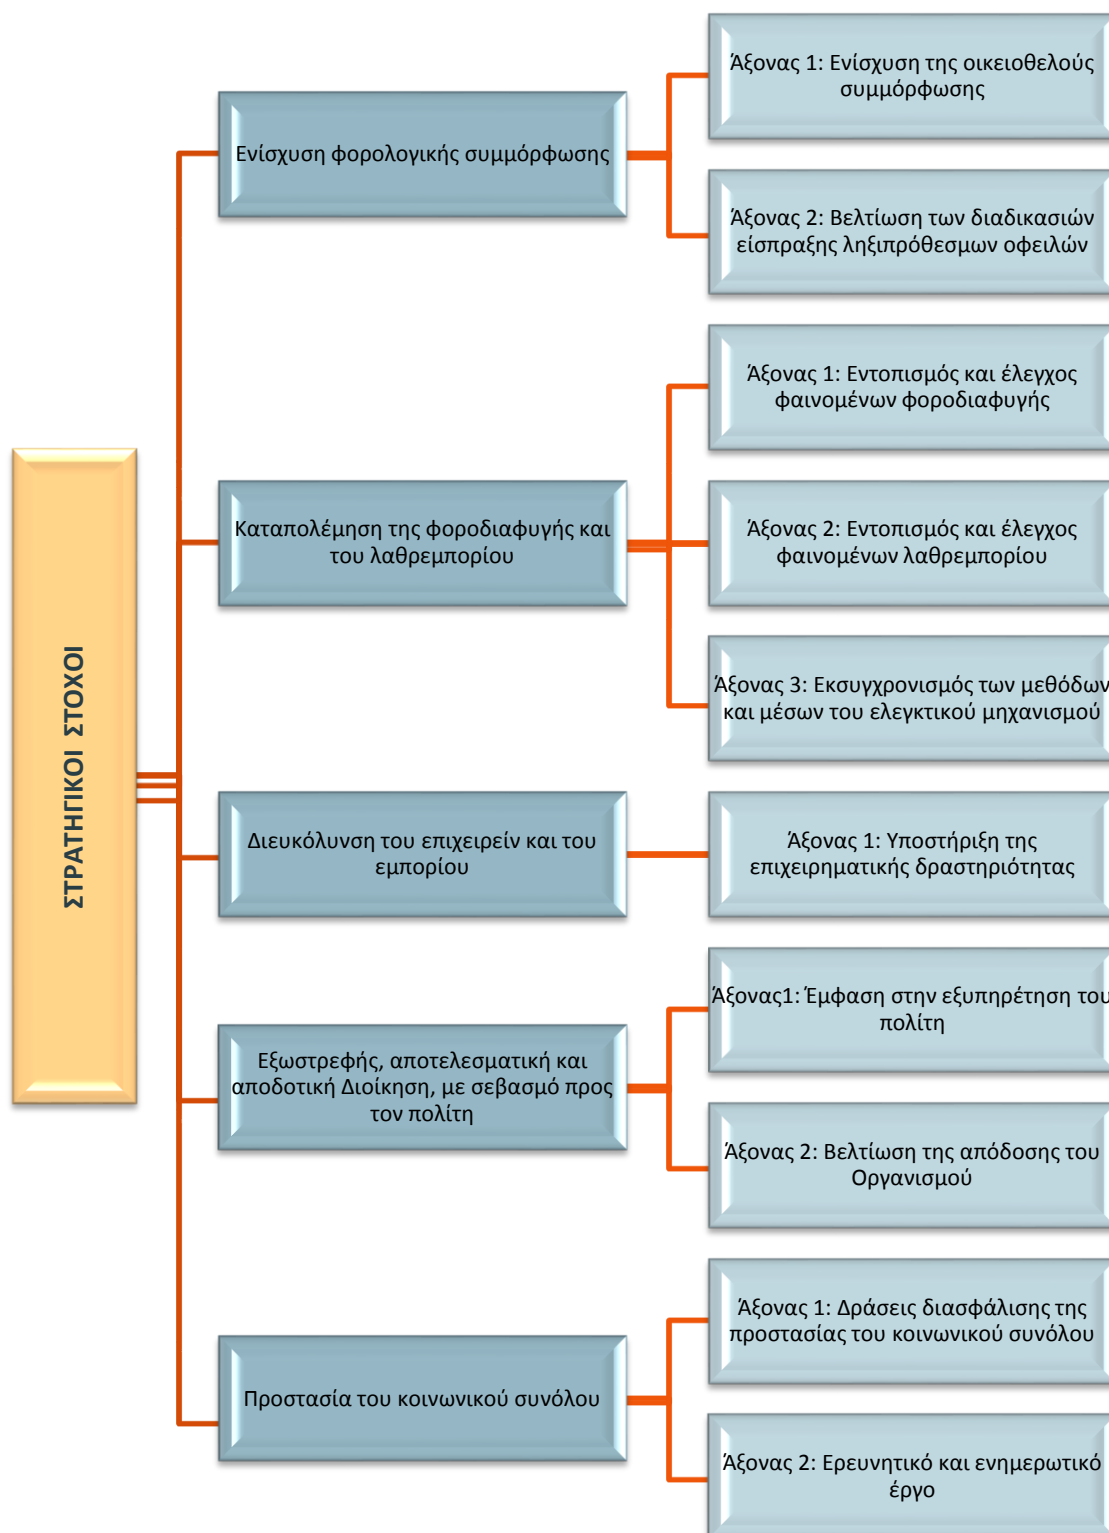 ΣΤΡΑΤΗΓΙΚΟΙ ΣΤΟΧΟΙ
Ενίσχυση φορολογικής συμμόρφωσης
Άξονας 1: Ενίσχυση της οικειοθελούς
συμμόρφωσης
Άξονας 2: Βελτίωση των διαδικασιών
είσπραξης ληξιπρόθεσμων οφειλών
Καταπολέμηση της φοροδιαφυγής και
του λαθρεμπορίου
Άξονας 1: Εντοπισμός και έλεγχος
φαινομένων φοροδιαφυγής
Άξονας 2: Εντοπισμός και έλεγχος
φαινομένων λαθρεμπορίου
Άξονας 3: Εκσυγχρονισμός των μεθόδων
και μέσων του ελεγκτικού μηχανισμού
Διευκόλυνση του επιχειρείν και του
εμπορίου
Άξονας 1: Υποστήριξη της
επιχειρηματικής δραστηριότητας
Εξωστρεφής, αποτελεσματική και
αποδοτική Διοίκηση, με σεβασμό προς
τον πολίτη
Άξονας1: Έμφαση στην εξυπηρέτηση του
πολίτη
Άξονας 2: Βελτίωση της απόδοσης του
Οργανισμού
Προστασία του κοινωνικού συνόλου
Άξονας 1: Δράσεις διασφάλισης της
προστασίας του κοινωνικού συνόλου
Άξονας 2: Ερευνητικό και ενημερωτικό
έργο